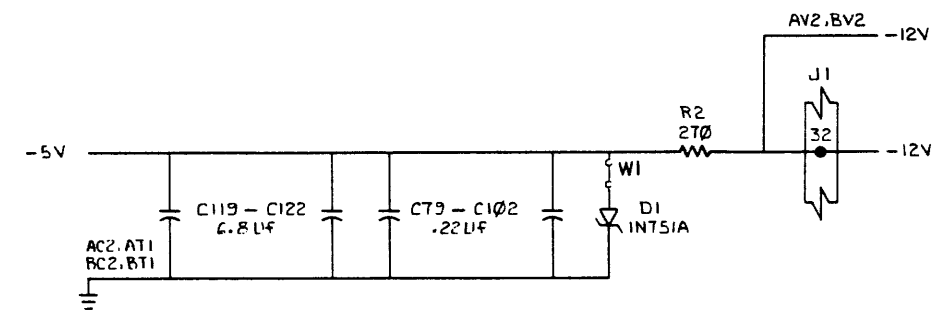 AV2,BV2
-12V
J1
R2
27Ø
32
-5V
-12V
W1
C119 - C122
6.8Uf
C79 - C1Ø2
.22Uf
D1
1N751A
AC2,AT1
BC2,BT1